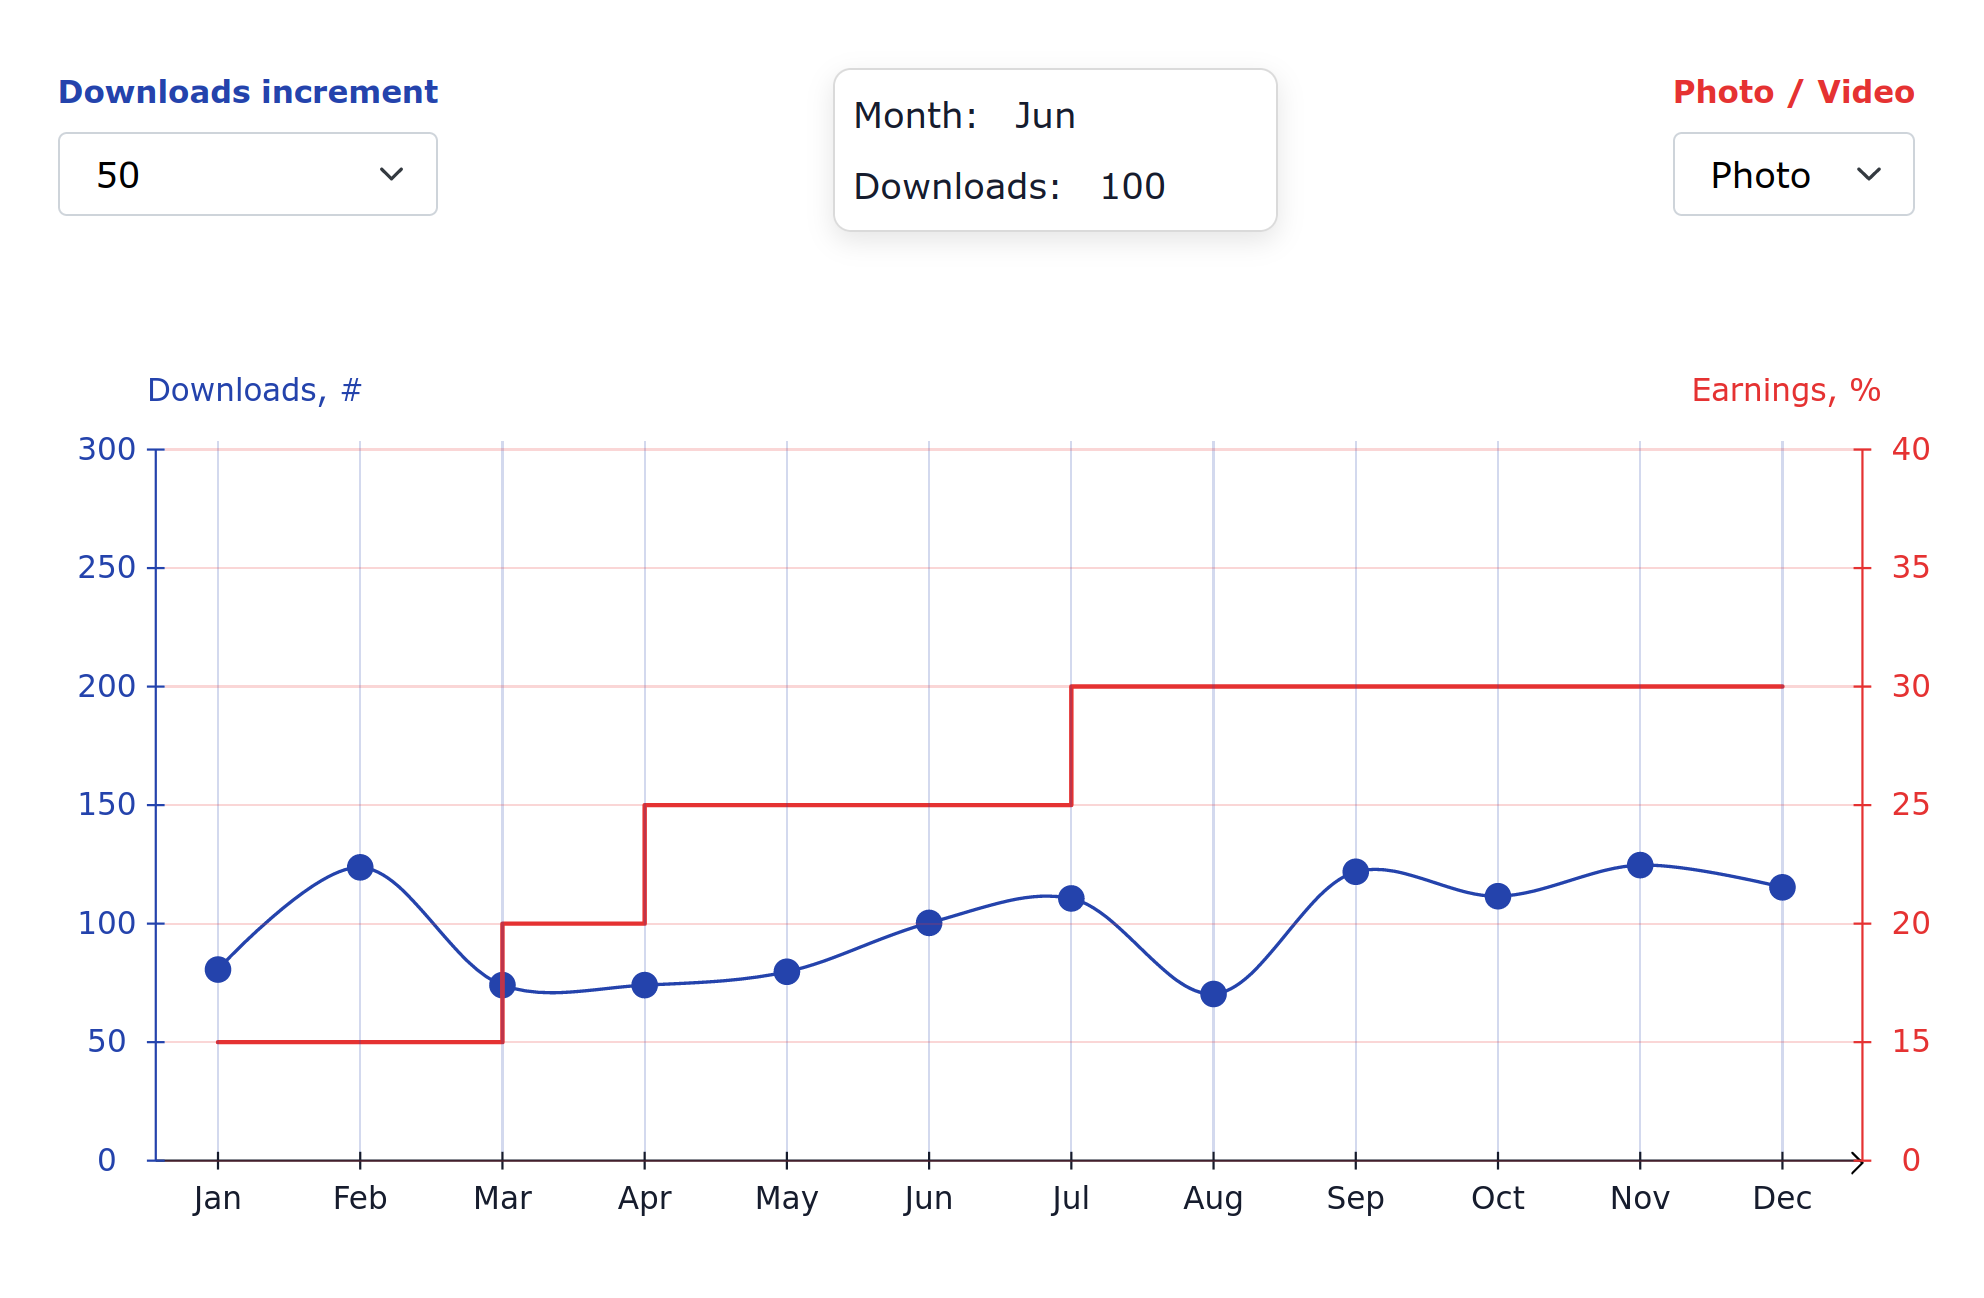 Downloads increment
50
Month: Jun
Downloads: 100
Photo / Video
Photo
Downloads, #
Earnings, %
300
250
200
150
100
50
0
40
35
30
25
20
15
0
Jan Feb Mar Apr May Jun Jul Aug Sep Oct Nov Dec